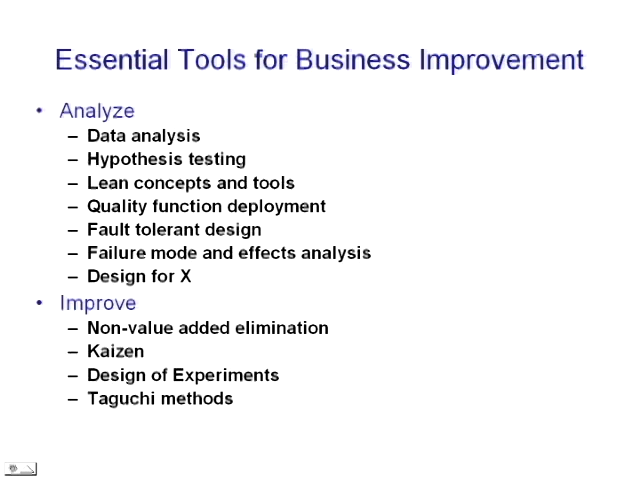 Essential Tools for Business Improvement
• Analyze
– Data analysis
– Hypothesis testing
– Lean concepts and tools
– Quality function deployment
– Fault tolerant design
– Failure mode and effects analysis
– Design for X
• Improve
– Non-value added elimination
– Kaizen
– Design of Experiments
– Taguchi methods